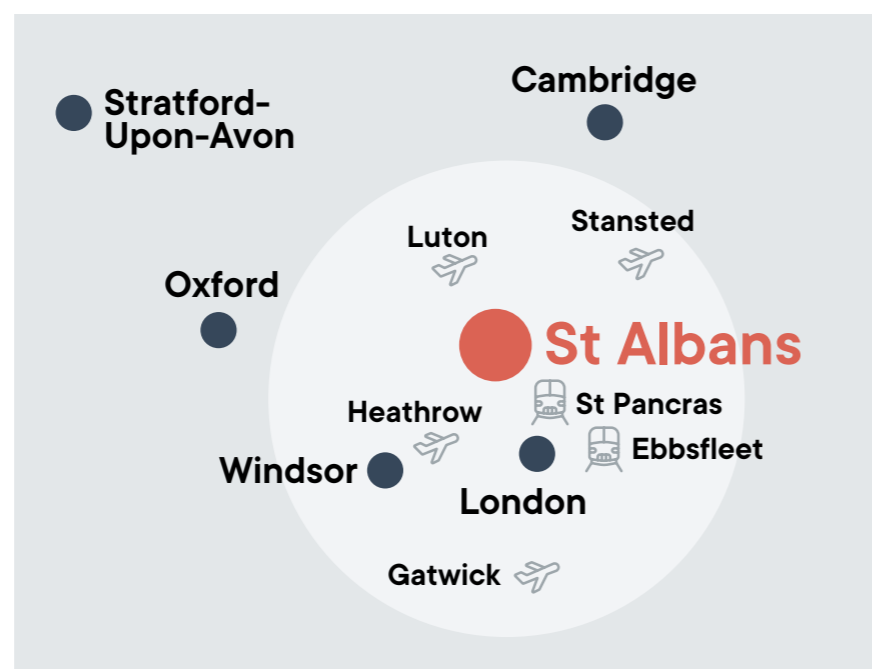 Cambridge
Stratford-
Upon-Avon
Stansted
Luton
Oxford
St Albans
St Pancras
Heathrow
Ebbsfleet
Windsor
London
Gatwick